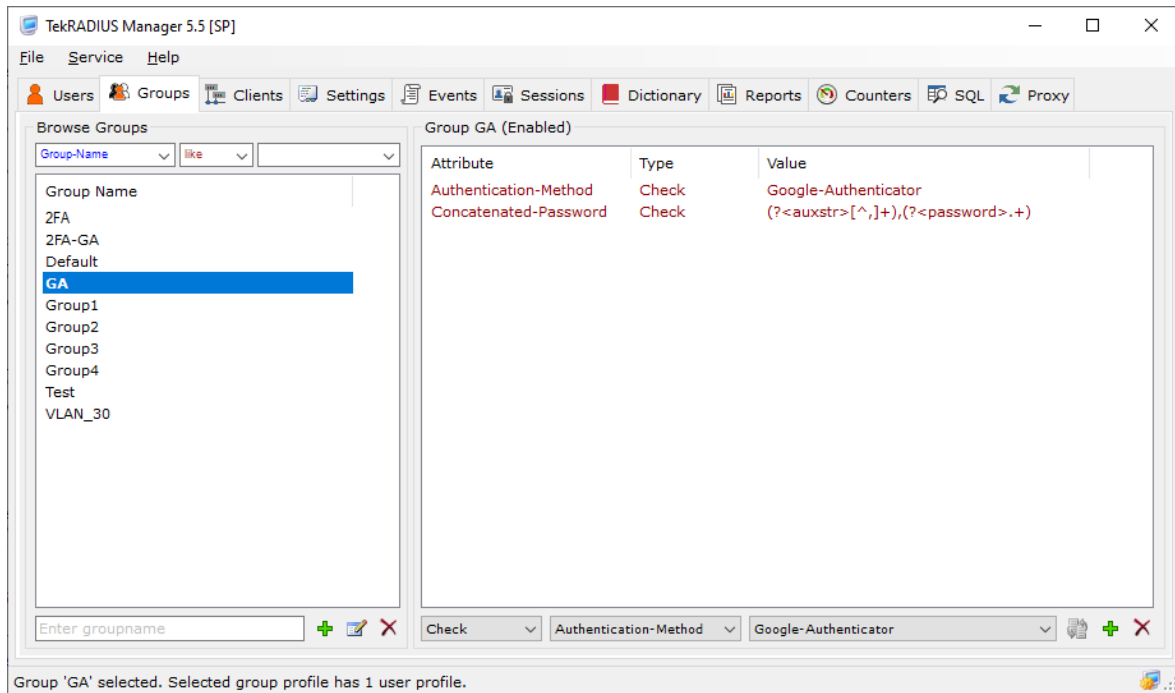 TekRADIUS Manager 5.5 [SP]
File Service Help
Users Groups Clients Settings Events Sessions Dictionary Reports Counters SQL Proxy
Browse Groups
Group-Name like
Group Name
2FA
2FA-GA
Default
GA
Group1
Group2
Group3
Group4
Test
VLAN_30
Enter groupname
Group GA (Enabled)
Attribute Type Value
Authentication-Method Check Google-Authenticator
Concatenated-Password Check (?<auxstr>[^,]+),(?<password>.+)
Check Authentication-Method Google-Authenticator
Group 'GA' selected. Selected group profile has 1 user profile.